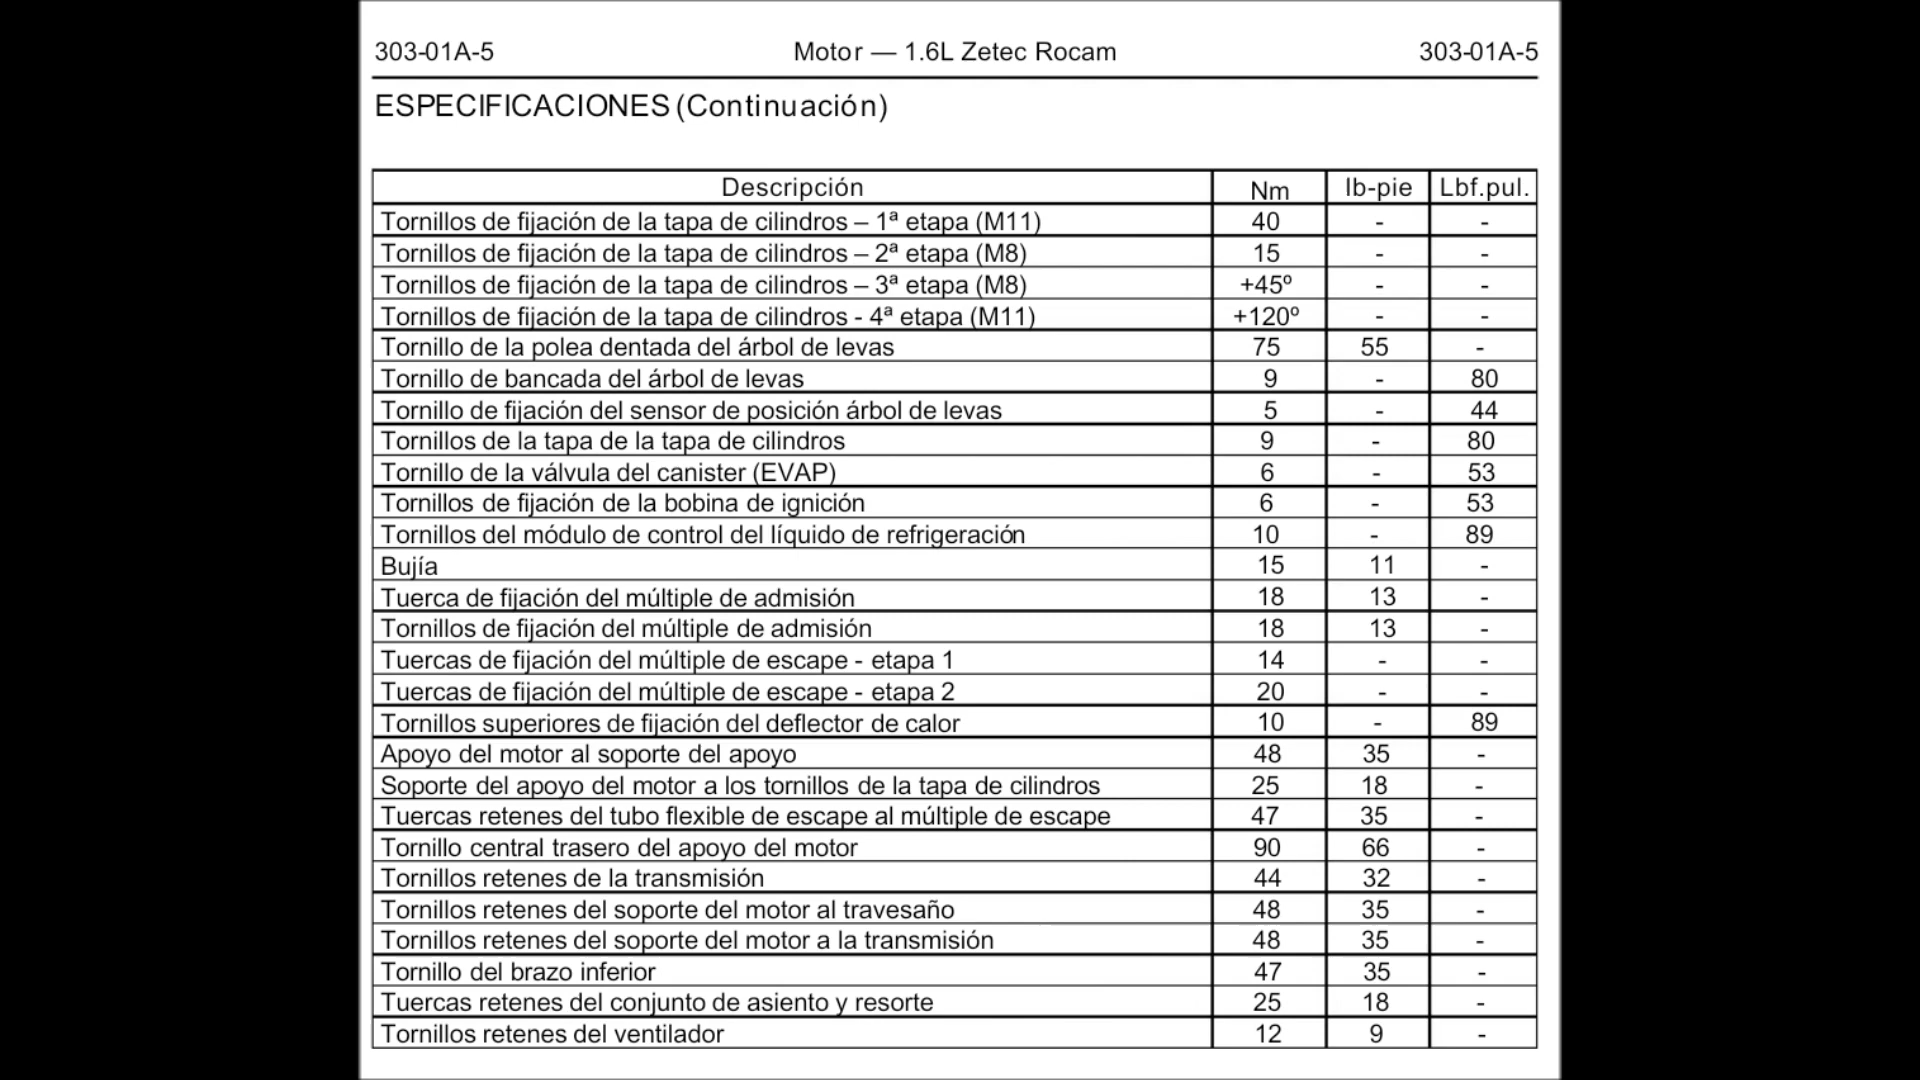 303-01A-5 Motor — 1.6L Zetec Rocam 303-01A-5
ESPECIFICACIONES (Continuación)
Descripción Nm lb-pie Lbf.pul.
Tornillos de fijación de la tapa de cilindros – 1ª etapa (M11) 40 - -
Tornillos de fijación de la tapa de cilindros – 2ª etapa (M8) 15 - -
Tornillos de fijación de la tapa de cilindros – 3ª etapa (M8) +45º - -
Tornillos de fijación de la tapa de cilindros - 4ª etapa (M11) +120º - -
Tornillo de la polea dentada del árbol de levas 75 55 -
Tornillo de bancada del árbol de levas 9 - 80
Tornillo de fijación del sensor de posición árbol de levas 5 - 44
Tornillos de la tapa de la tapa de cilindros 9 - 80
Tornillo de la válvula del canister (EVAP) 6 - 53
Tornillos de fijación de la bobina de ignición 6 - 53
Tornillos del módulo de control del líquido de refrigeración 10 - 89
Bujía 15 11 -
Tuerca de fijación del múltiple de admisión 18 13 -
Tornillos de fijación del múltiple de admisión 18 13 -
Tuercas de fijación del múltiple de escape - etapa 1 14 - -
Tuercas de fijación del múltiple de escape - etapa 2 20 - -
Tornillos superiores de fijación del deflector de calor 10 - 89
Apoyo del motor al soporte del apoyo 48 35 -
Soporte del apoyo del motor a los tornillos de la tapa de cilindros 25 18 -
Tuercas retenes del tubo flexible de escape al múltiple de escape 47 35 -
Tornillo central trasero del apoyo del motor 90 66 -
Tornillos retenes de la transmisión 44 32 -
Tornillos retenes del soporte del motor al travesaño 48 35 -
Tornillos retenes del soporte del motor a la transmisión 48 35 -
Tornillo del brazo inferior 47 35 -
Tuercas retenes del conjunto de asiento y resorte 25 18 -
Tornillos retenes del ventilador 12 9 -